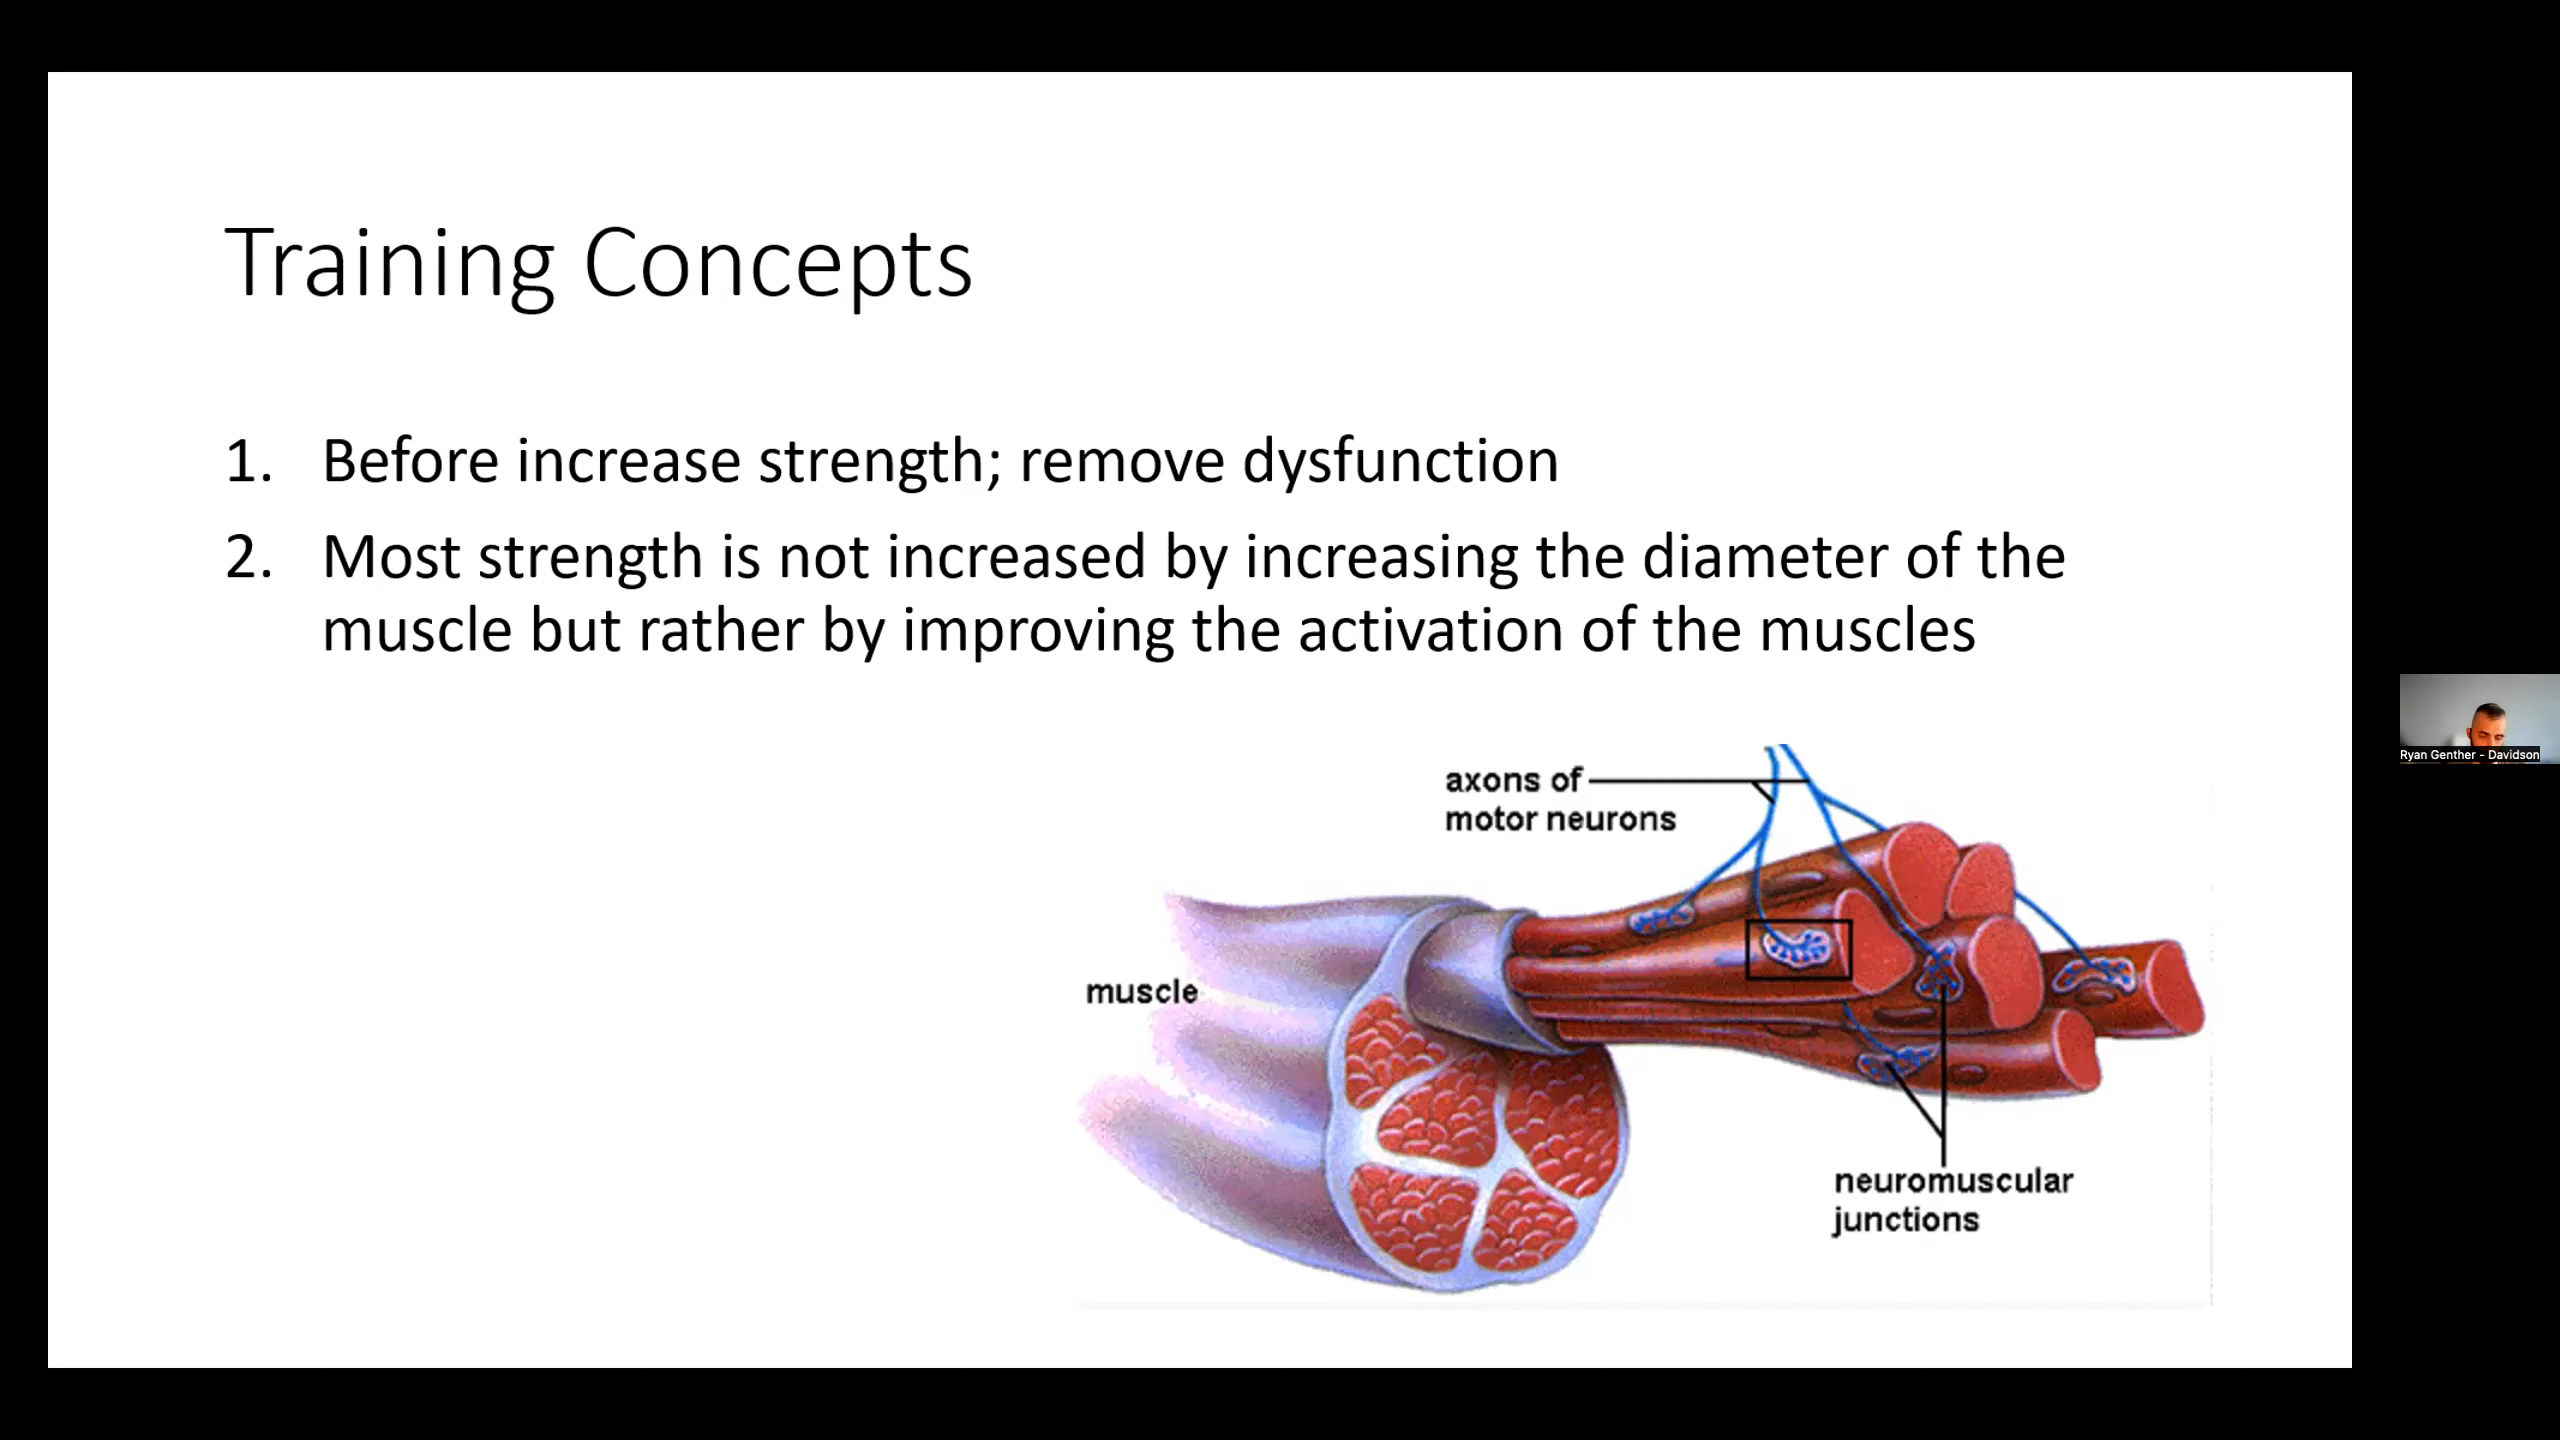 Training Concepts
1. Before increase strength; remove dysfunction
2. Most strength is not increased by increasing the diameter of the
muscle but rather by improving the activation of the muscles
axons of
motor neurons
muscle
neuromuscular
junctions
Ryan Genther - Davidson